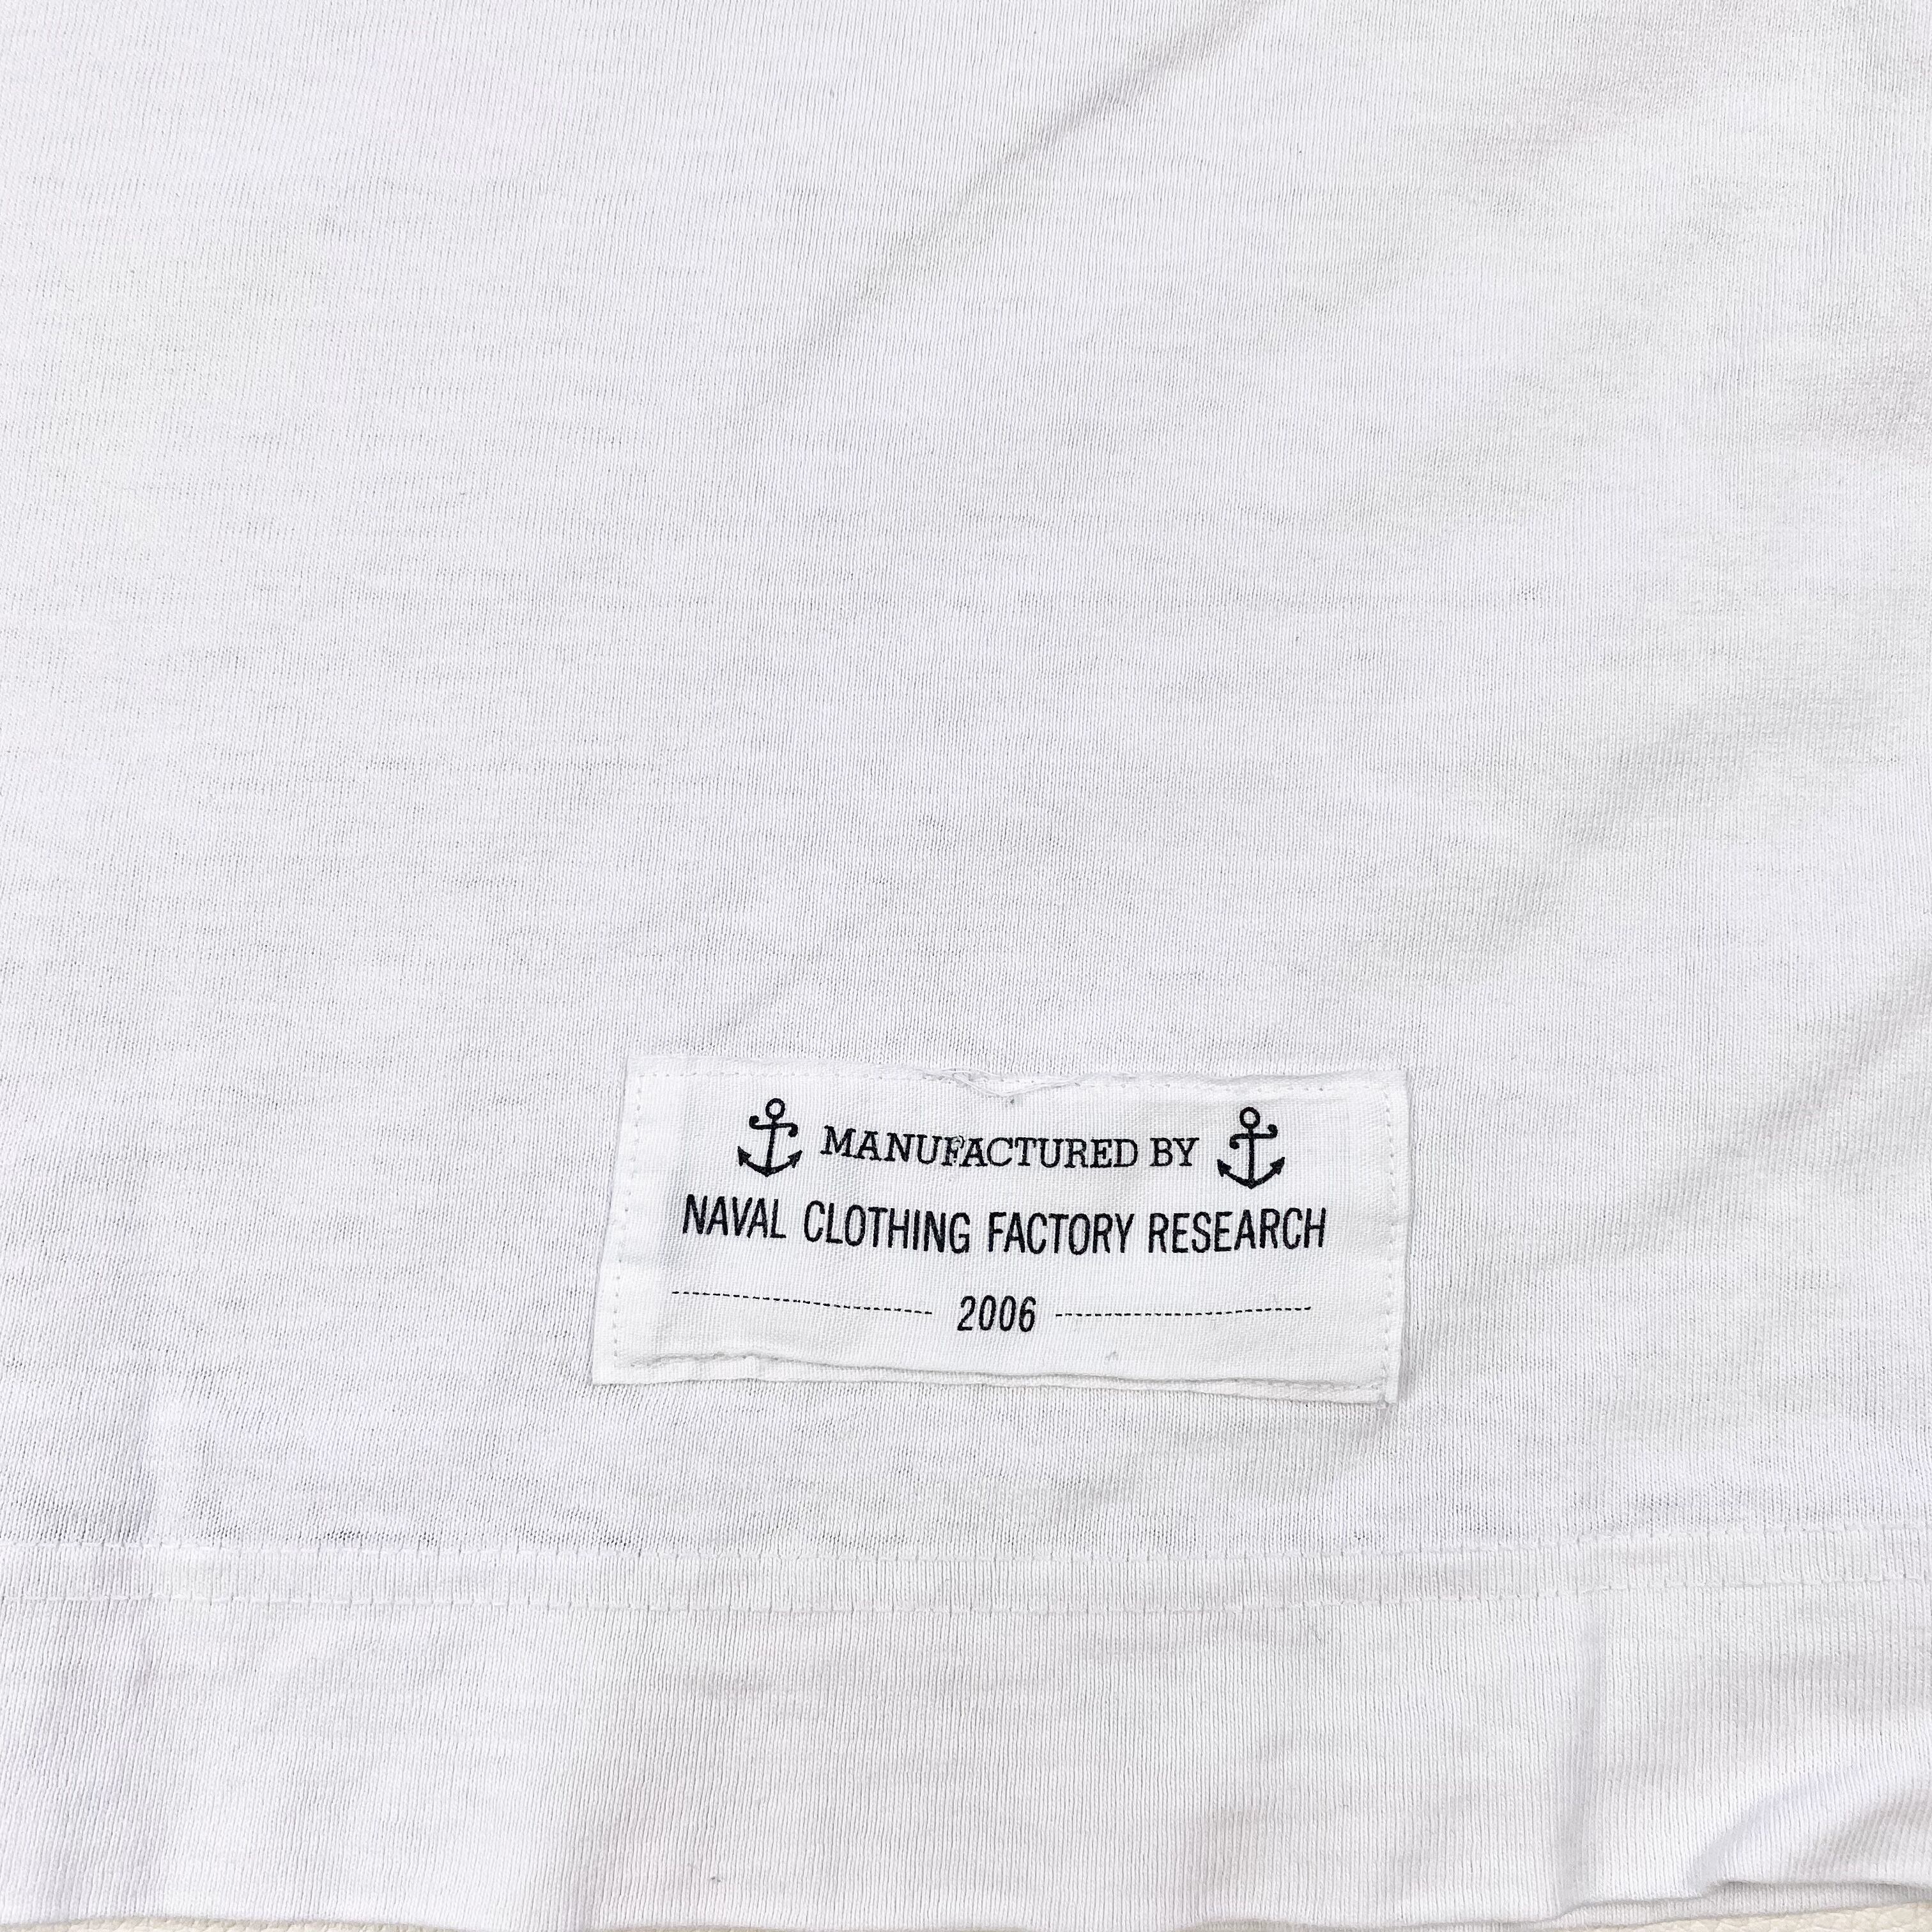 MANUFACTURED BY
NAVAL CLOTHING FACTORY RESEARCH
2006